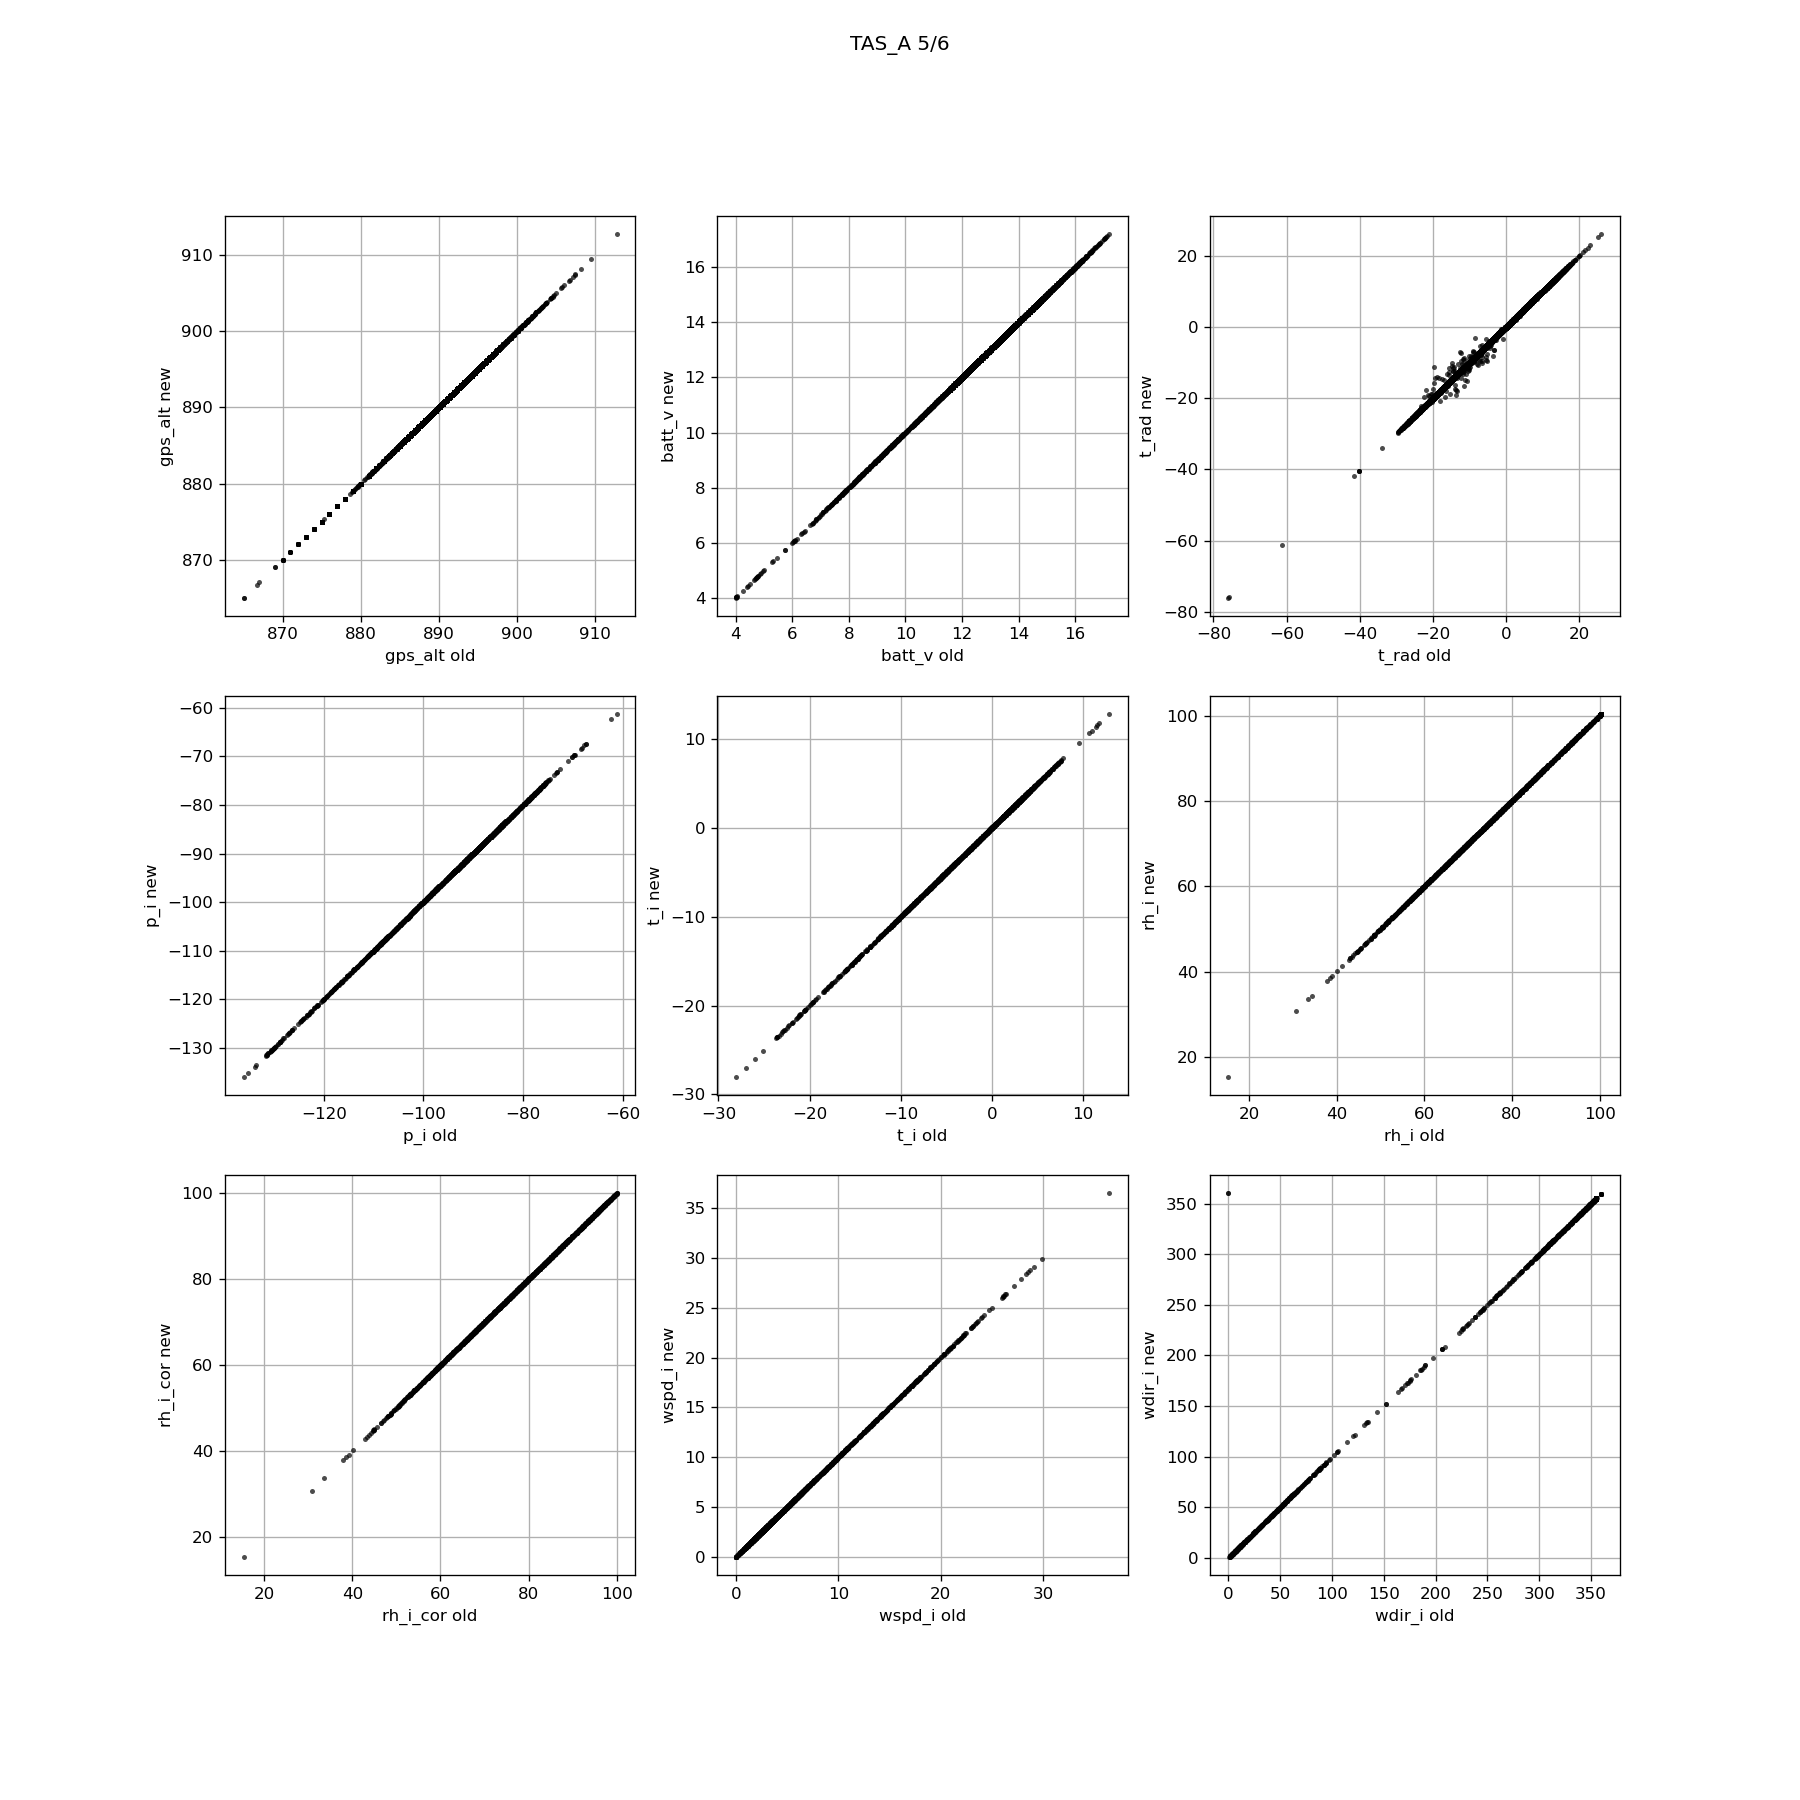 TAS_A 5/6
910
900
890
880
870
gps_alt new
870 880 890 900 910
gps_alt old
16
14
12
10
8
6
4
batt_v new
4 6 8 10 12 14 16
batt_v old
20
0
−20
−40
−60
−80
t_rad new
−80 −60 −40 −20 0 20
t_rad old
−60
−70
−80
−90
−100
−110
−120
−130
p_i new
−120 −100 −80 −60
p_i old
10
0
−10
−20
−30
t_i new
−30 −20 −10 0 10
t_i old
100
80
60
40
20
rh_i new
20 40 60 80 100
rh_i old
100
80
60
40
20
rh_i_cor new
20 40 60 80 100
rh_i_cor old
35
30
25
20
15
10
5
0
wspd_i new
0 10 20 30
wspd_i old
350
300
250
200
150
100
50
0
wdir_i new
0 50 100 150 200 250 300 350
wdir_i old